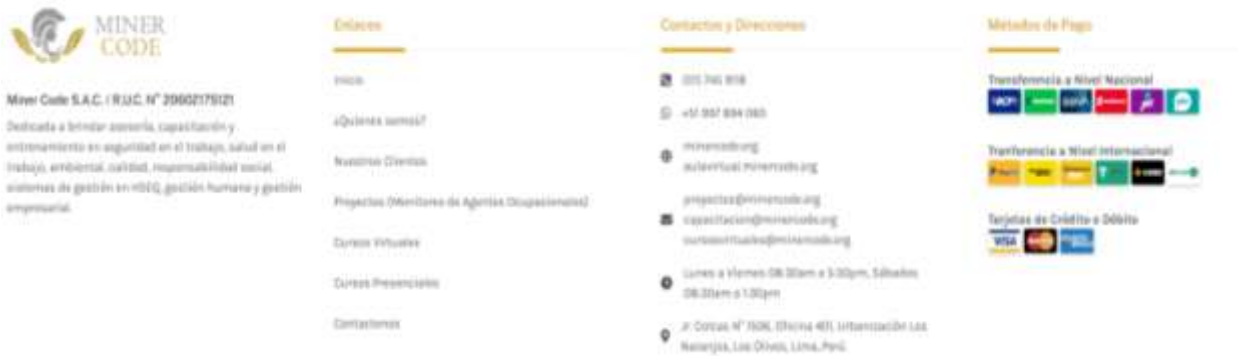 MINER
CODE
Miner Code S.A.C. / R.U.C. N° 20602175121
Dedicada a brindar asesoría, capacitación y
entrenamiento en seguridad en el trabajo, salud en el
trabajo, ambiental, calidad, responsabilidad social,
sistemas de gestión en HSEQ, gestión humana y gestión
empresarial.
Enlaces
Inicio
¿Quienes somos?
Nuestros Clientes
Proyectos (Monitoreo de Agentes Ocupacionales)
Cursos Virtuales
Cursos Presenciales
Contactenos
Contactos y Direcciones
minercode.org
aulavirtual.minercode.org
proyectos@minercode.org
capacitacion@minercode.org
cursosvirtuales@minercode.org
Lunes a Viernes 08:30am a 5:30pm, Sábados
08:30am a 1:30pm
Oficina 401, Urbanización Los
Naranjos, Los Olivos, Lima, Perú.
Métodos de Pago
Transferencia a Nivel Nacional
Tranferencia a Nivel Internacional
Tarjetas de Crédito o Débito
VISA